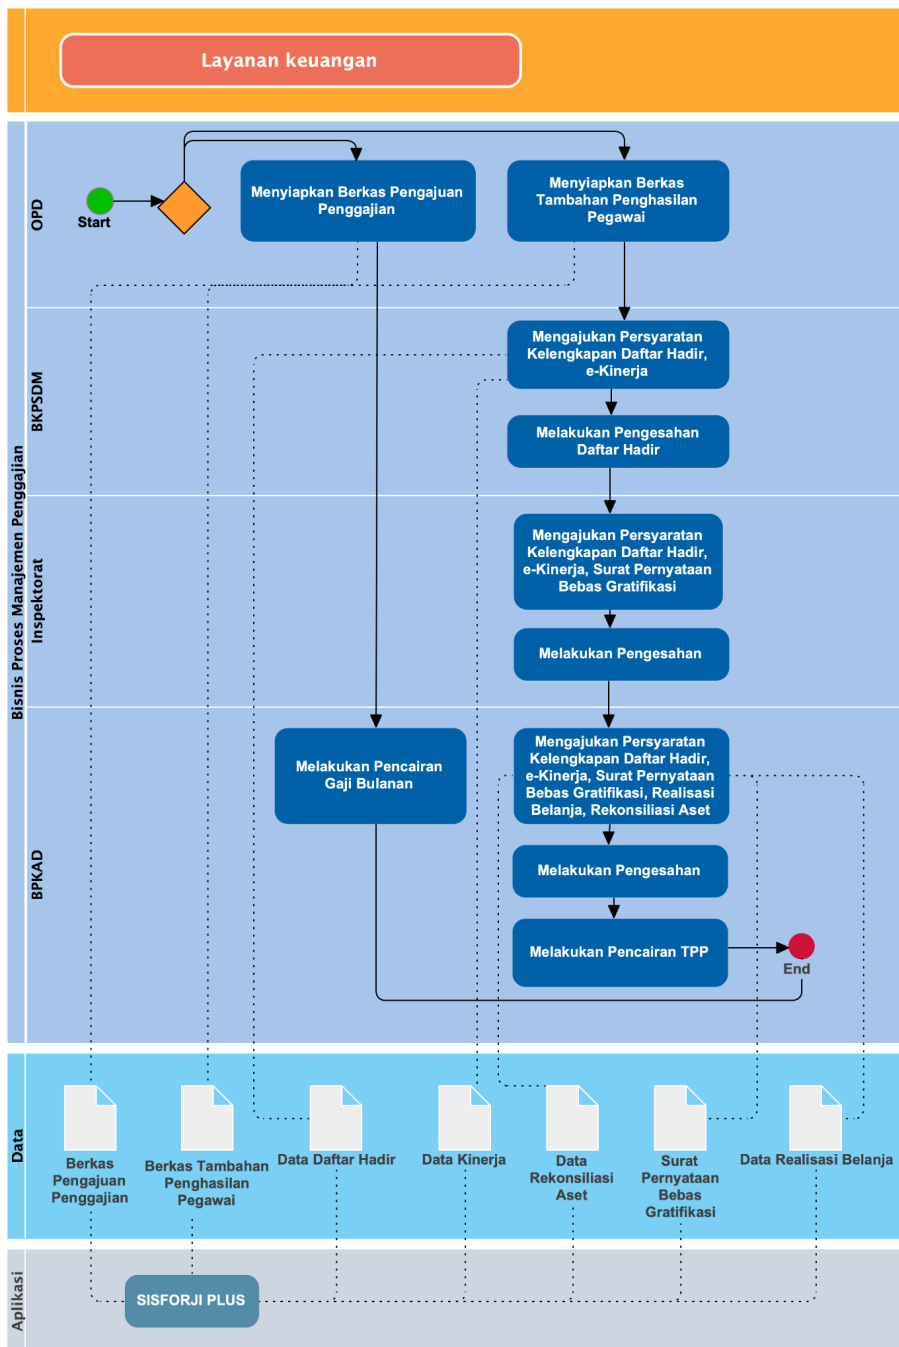 Layanan keuangan
Bisnis Proses Manajemen Penggajian
OPD
Start
Menyiapkan Berkas Pengajuan
Penggajian
Menyiapkan Berkas
Tambahan Penghasilan
Pegawai
BKPSDM
Mengajukan Persyaratan
Kelengkapan Daftar Hadir,
e-Kinerja
Melakukan Pengesahan
Daftar Hadir
Inspektorat
Mengajukan Persyaratan
Kelengkapan Daftar Hadir,
e-Kinerja, Surat Pernyataan
Bebas Gratifikasi
Melakukan Pengesahan
BPKAD
Melakukan Pencairan
Gaji Bulanan
Mengajukan Persyaratan
Kelengkapan Daftar Hadir,
e-Kinerja, Surat Pernyataan
Bebas Gratifikasi, Realisasi
Belanja, Rekonsiliasi Aset
Melakukan Pengesahan
Melakukan Pencairan TPP
End
Data
Berkas
Pengajuan
Penggajian
Berkas Tambahan
Penghasilan
Pegawai
Data Daftar Hadir
Data Kinerja
Data
Rekonsiliasi
Aset
Surat
Pernyataan
Bebas
Gratifikasi
Data Realisasi Belanja
Aplikasi
SISFORJI PLUS